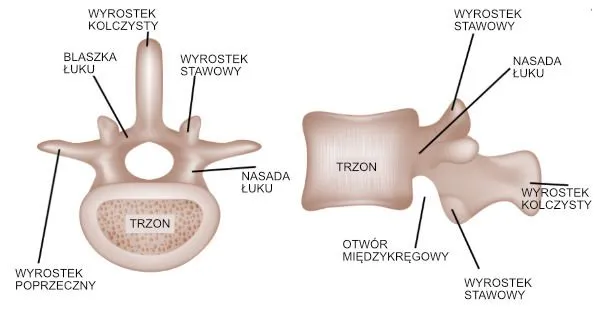 WYROSTEK
KOLCZYSTY
BLASZKA
ŁUKU
WYROSTEK
STAWOWY
NASADA
ŁUKU
TRZON
WYROSTEK
POPRZECZNY
WYROSTEK
STAWOWY
NASADA
ŁUKU
TRZON
WYROSTEK
KOLCZYSTY
OTWÓR
MIĘDZYKRĘGOWY
WYROSTEK
STAWOWY